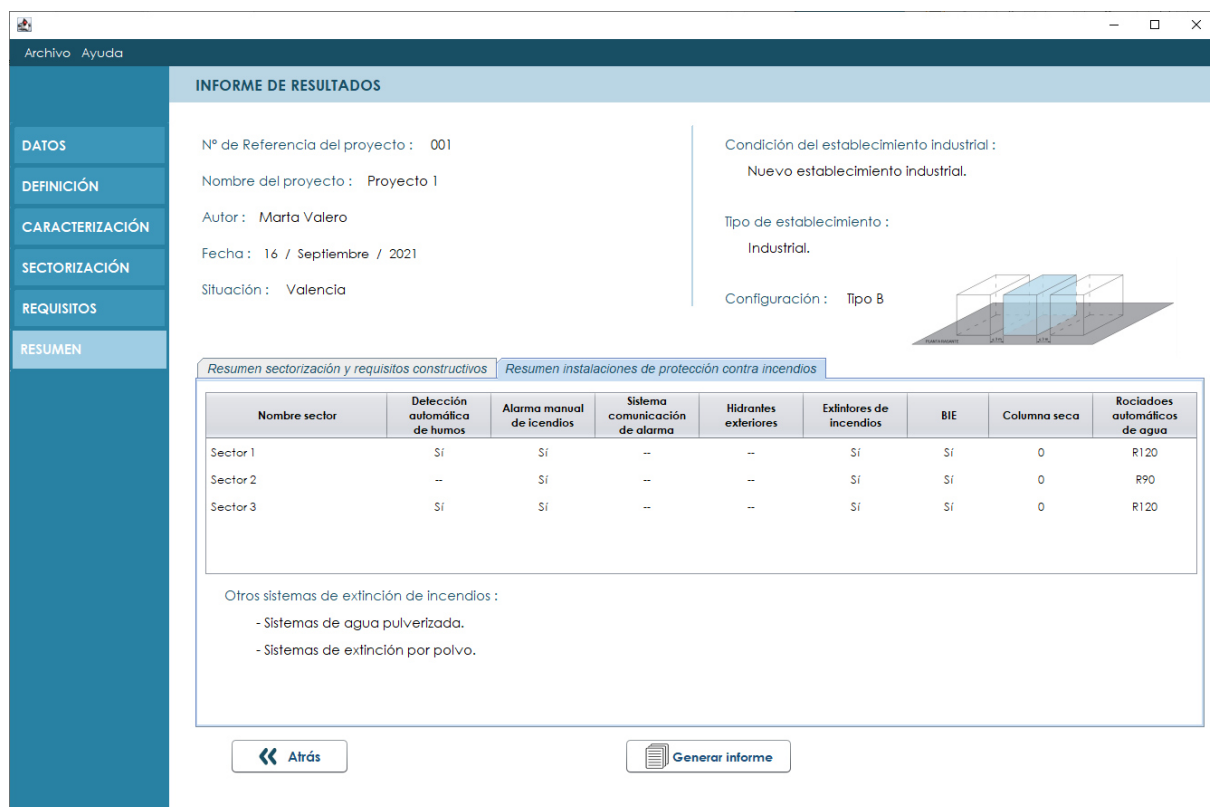 Archivo Ayuda
INFORME DE RESULTADOS
DATOS
DEFINICIÓN
CARACTERIZACIÓN
SECTORIZACIÓN
REQUISITOS
RESUMEN
Nº de Referencia del proyecto : 001
Nombre del proyecto : Proyecto 1
Autor : Marta Valero
Fecha : 16 / Septiembre / 2021
Situación : Valencia
Condición del establecimiento industrial :
Nuevo establecimiento industrial.
Tipo de establecimiento :
Industrial.
Configuración : Tipo B
Resumen sectorización y requisitos constructivos Resumen instalaciones de protección contra incendios
Nombre sector Detección automática de humos Alarma manual de icendios Sistema comunicación de alarma Hidrantes exteriores Extintores de incendios BIE Columna seca Rociadoes automáticos de agua
Sector 1 Sí Sí -- -- Sí Sí 0 R120
Sector 2 -- Sí -- -- Sí Sí 0 R90
Sector 3 Sí Sí -- -- Sí Sí 0 R120
Otros sistemas de extinción de incendios :
- Sistemas de agua pulverizada.
- Sistemas de extinción por polvo.
Atrás
Generar informe